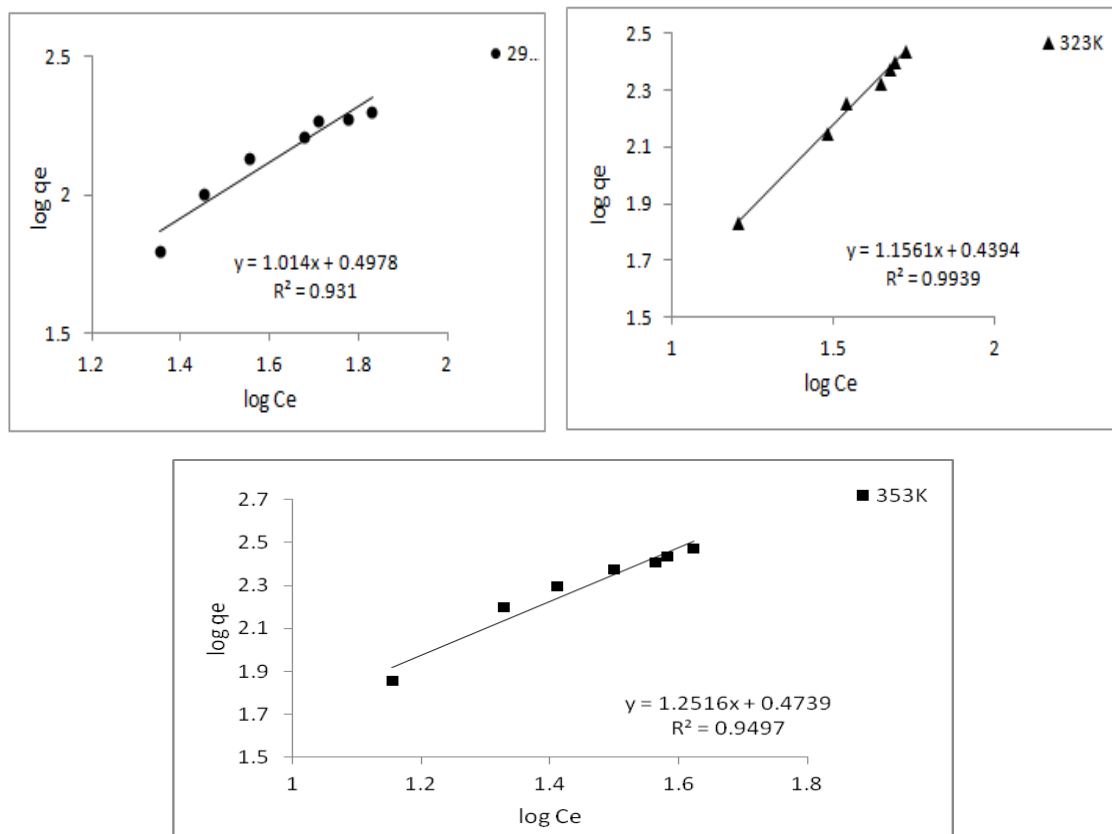 2.5
2
1.5
1.2
1.4
1.6
1.8
2
log qe
log Ce
y = 1.014x + 0.4978
R² = 0.931
29...
2.5
2.3
2.1
1.9
1.7
1.5
1
1.5
2
log qe
log Ce
y = 1.1561x + 0.4394
R² = 0.9939
323K
2.7
2.5
2.3
2.1
1.9
1.7
1.5
1
1.2
1.4
1.6
1.8
log qe
log Ce
y = 1.2516x + 0.4739
R² = 0.9497
353K